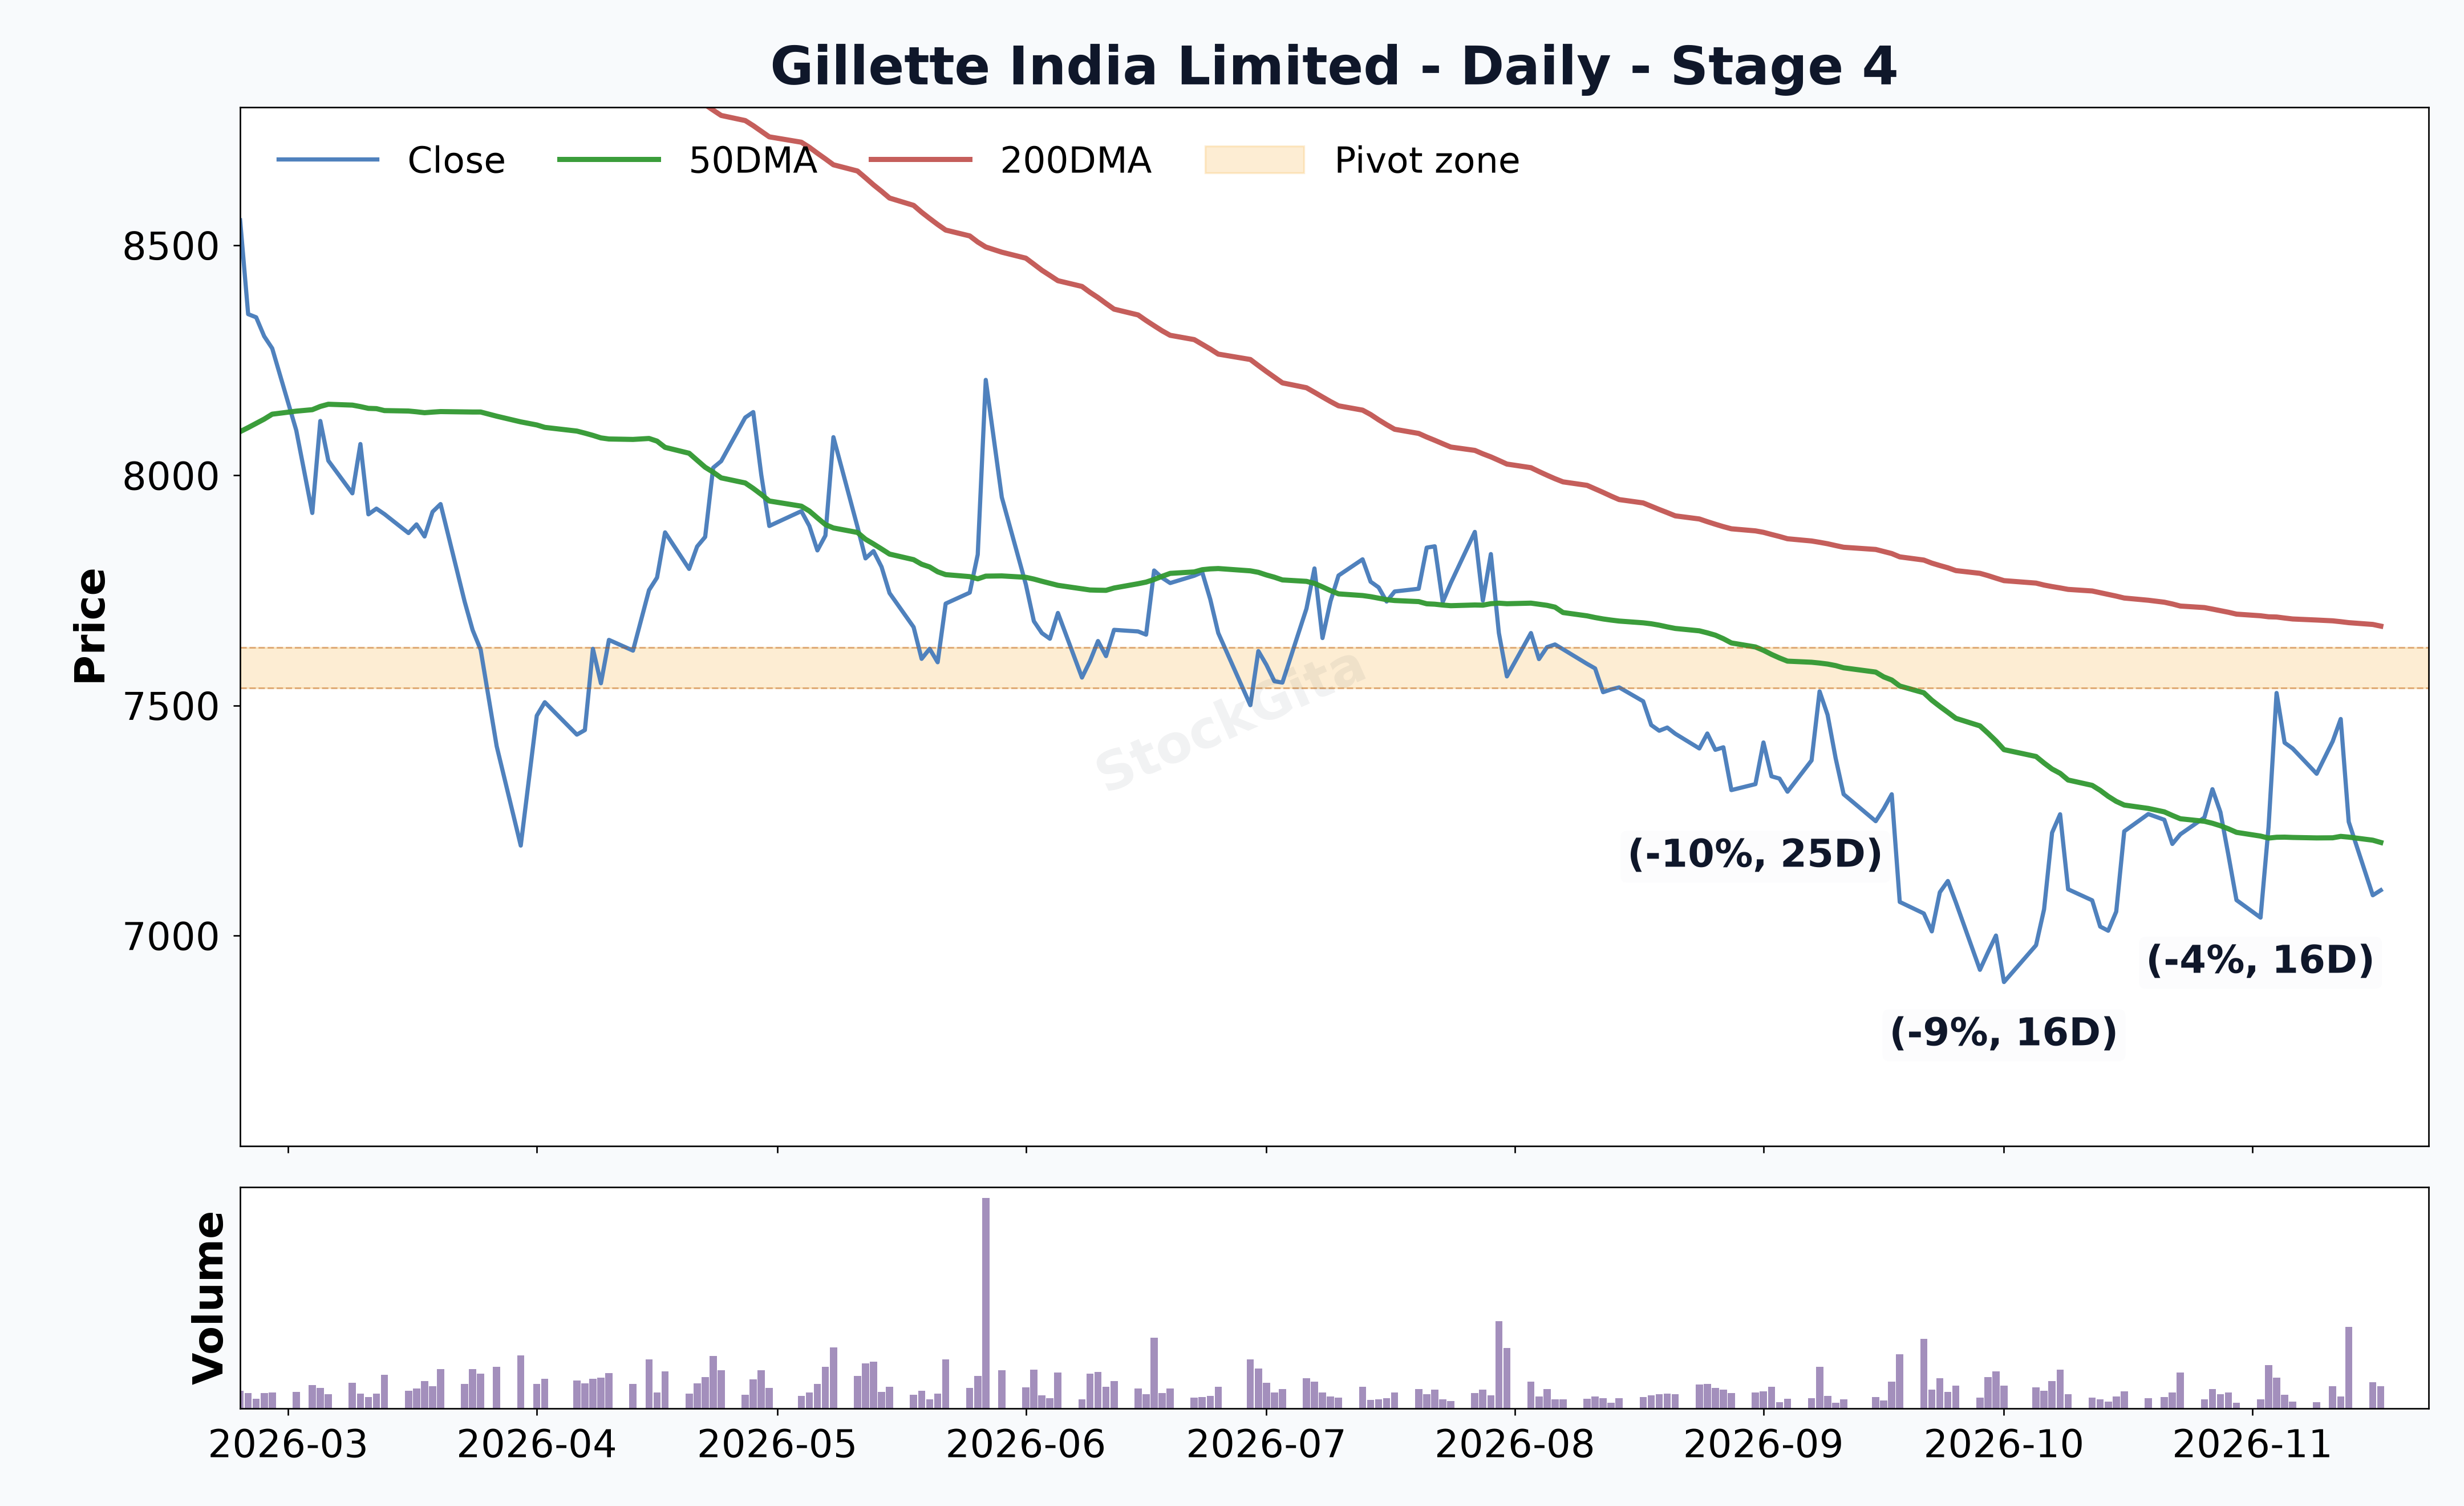 Gillette India Limited - Daily - Stage 4
Close 50DMA 200DMA Pivot zone
Price
8500
8000
7500
7000
StockGita
(-10%, 25D)
(-4%, 16D)
(-9%, 16D)
Volume
2026-03 2026-04 2026-05 2026-06 2026-07 2026-08 2026-09 2026-10 2026-11